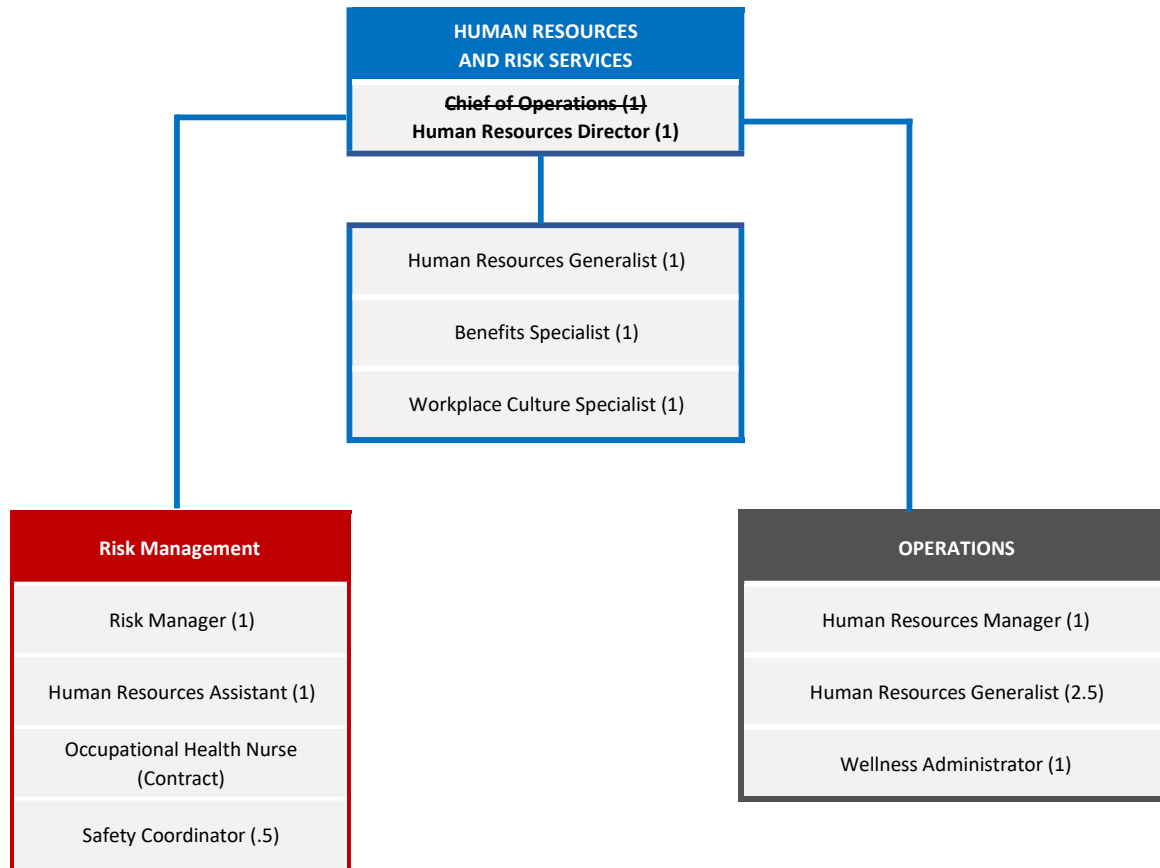 HUMAN RESOURCES
AND RISK SERVICES
Chief of Operations (1)
Human Resources Director (1)
Human Resources Generalist (1)
Benefits Specialist (1)
Workplace Culture Specialist (1)
Risk Management
Risk Manager (1)
Human Resources Assistant (1)
Occupational Health Nurse
(Contract)
Safety Coordinator (.5)
OPERATIONS
Human Resources Manager (1)
Human Resources Generalist (2.5)
Wellness Administrator (1)